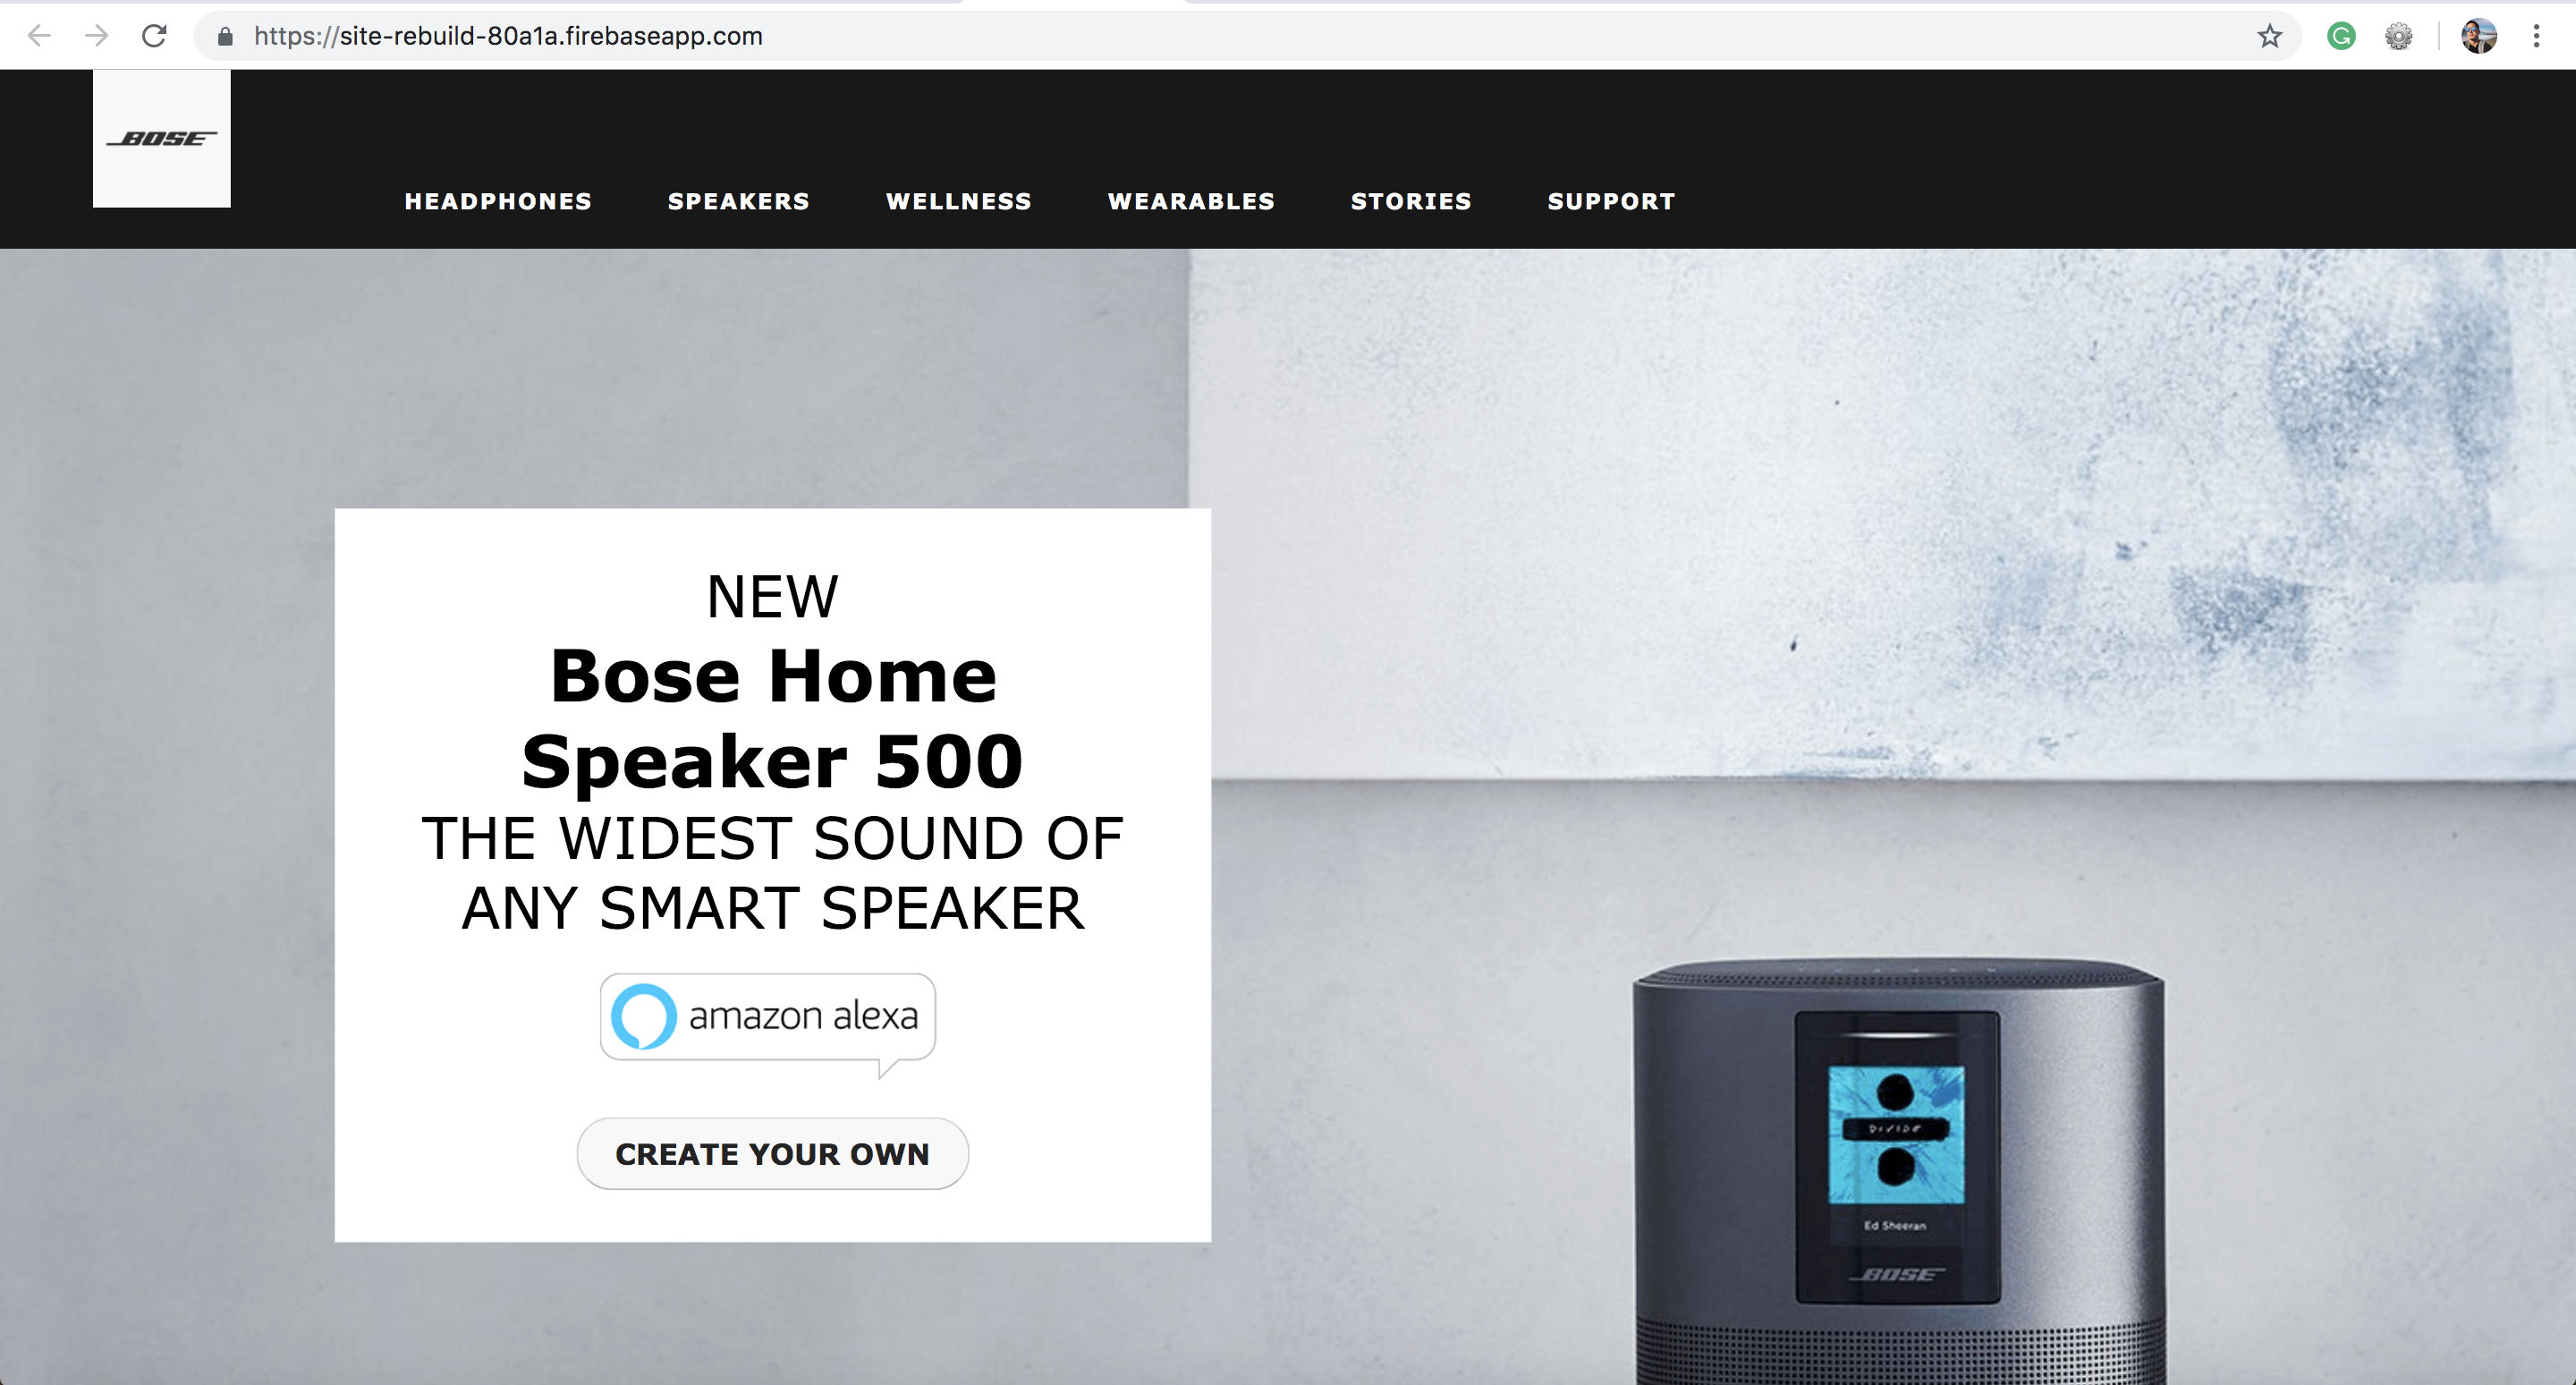 https://site-rebuild-80a1a.firebaseapp.com
BOSE
HEADPHONES SPEAKERS WELLNESS WEARABLES STORIES SUPPORT
NEW
Bose Home
Speaker 500
THE WIDEST SOUND OF
ANY SMART SPEAKER
amazon alexa
CREATE YOUR OWN
DIVIDE
Ed Sheeran
BOSE